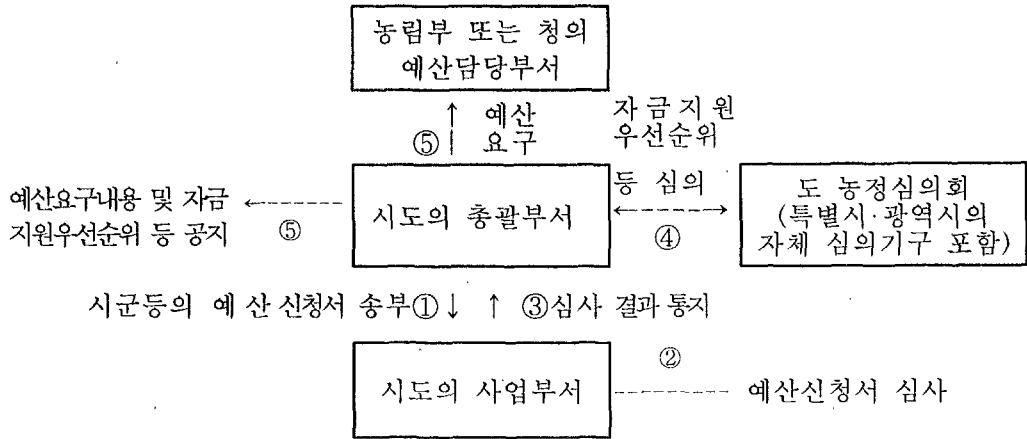 농림부 또는 청의
예산담당부서
↑ 예산 자금지원
⑤ 요구 우선순위
예산요구내용 및 자금
지원우선순위 등 공지
⑤
시도의 총괄부서
등 심의
④
도 농정심의회
(특별시·광역시의
자체 심의기구 포함)
시군등의 예 산 신청서 송부①↓ ↑ ③심사 결과 통지
②
시도의 사업부서 예산신청서 심사